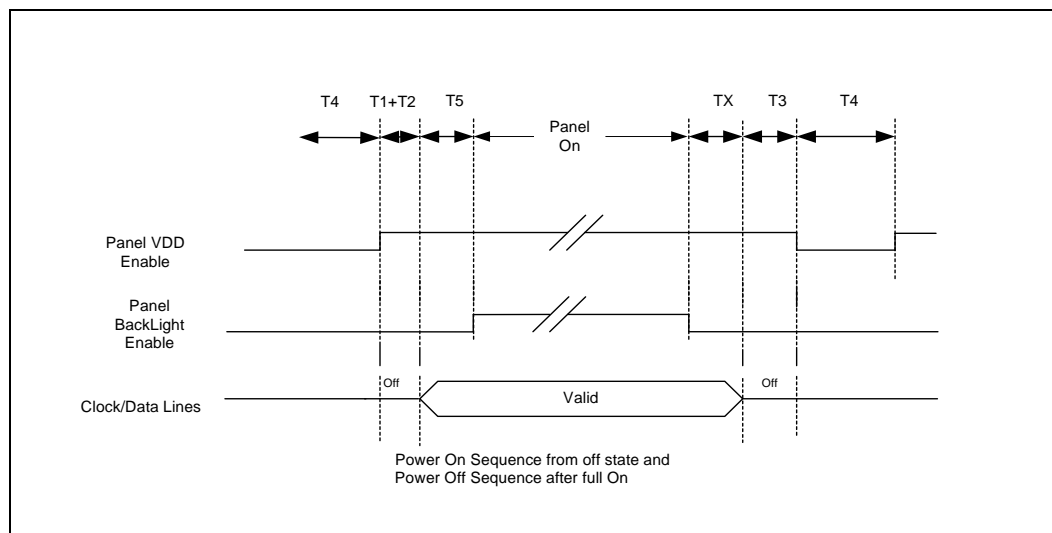 T4 T1+T2 T5 TX T3 T4
Panel
On
Panel VDD
Enable
Panel
BackLight
Enable
Off Off
Clock/Data Lines Valid
Power On Sequence from off state and
Power Off Sequence after full On